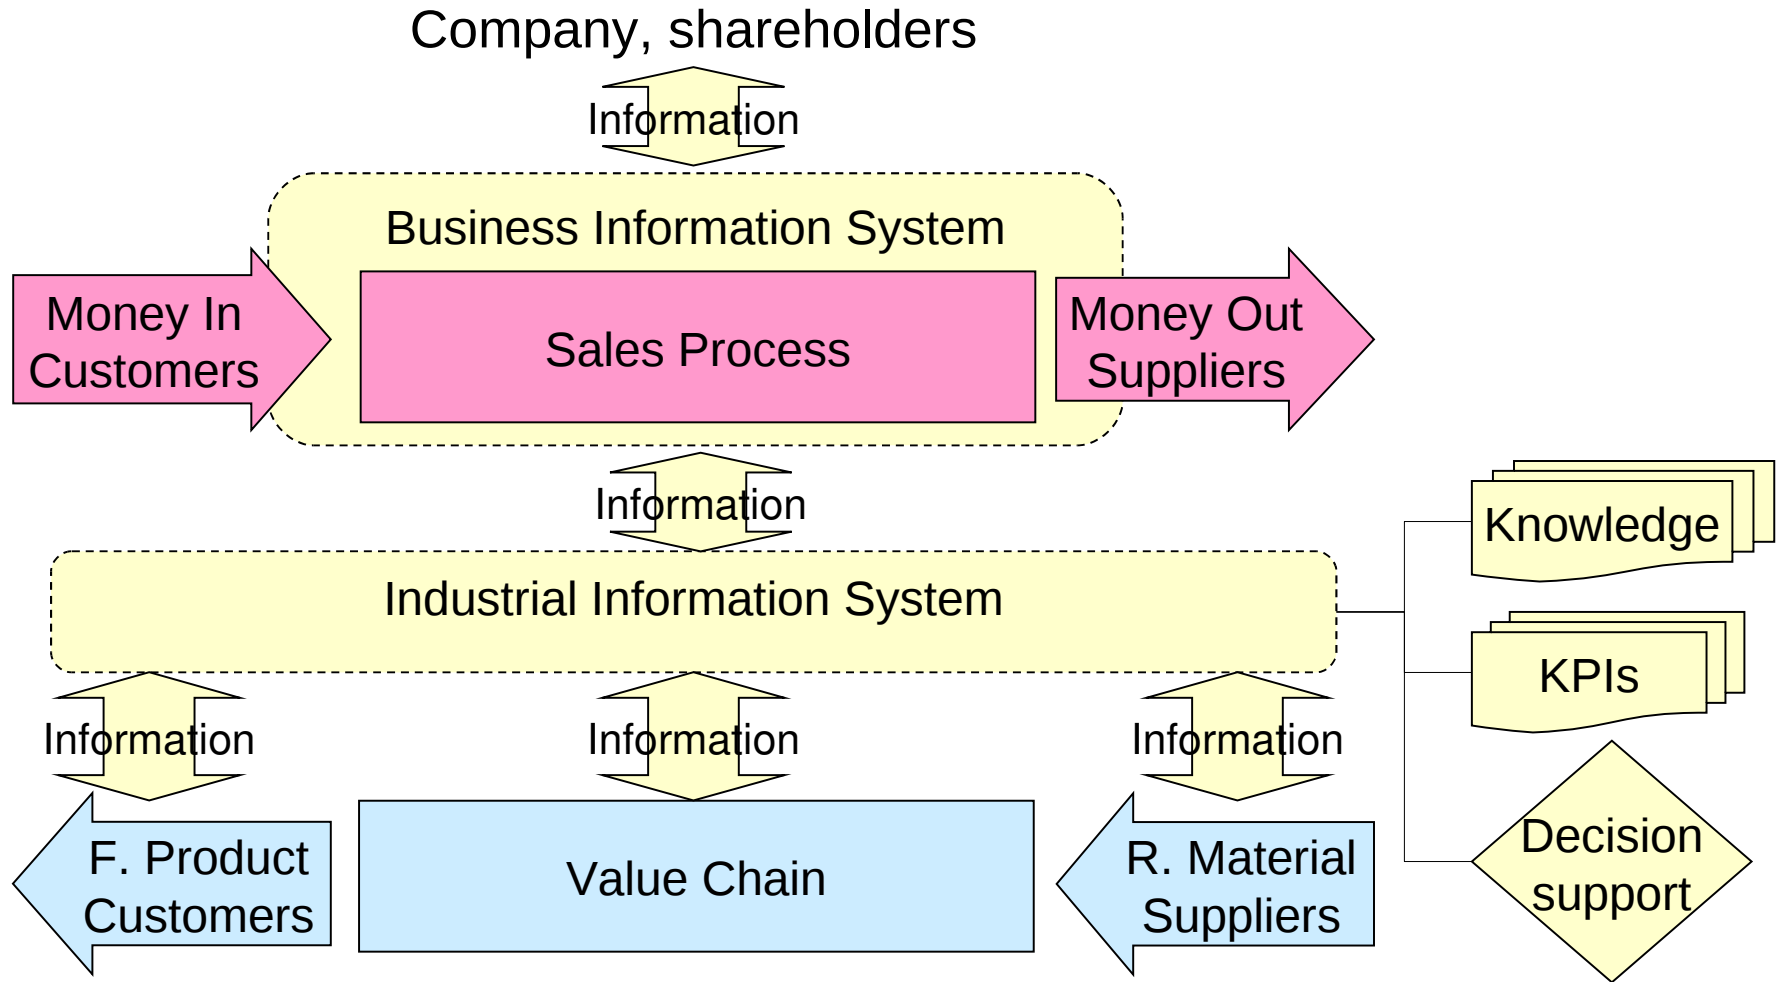 Company, shareholders
Information
Business Information System
Money In
Customers
Sales Process
Money Out
Suppliers
Information
Knowledge
Industrial Information System
KPIs
Information
Information
Information
F. Product
Customers
Value Chain
R. Material
Suppliers
Decision
support